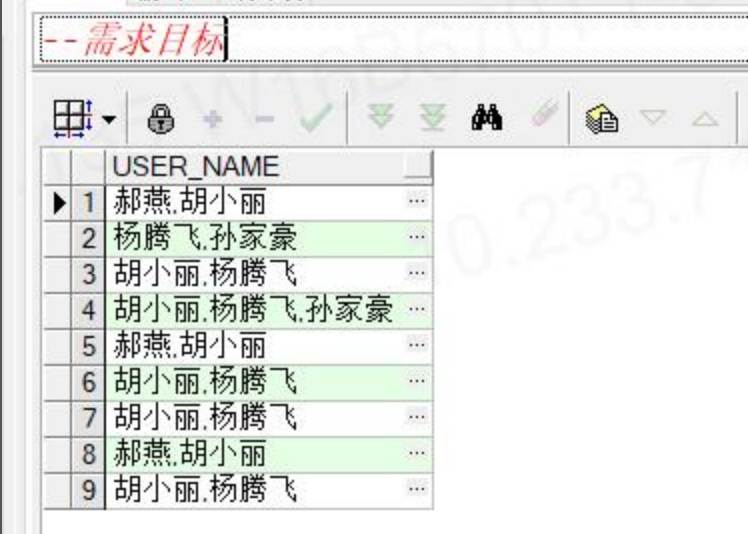 --需求目标
USER_NAME
1 郝燕,胡小丽 ...
2 杨腾飞,孙家豪 ...
3 胡小丽,杨腾飞 ...
4 胡小丽,杨腾飞,孙家豪 ...
5 郝燕,胡小丽 ...
6 胡小丽,杨腾飞 ...
7 胡小丽,杨腾飞 ...
8 郝燕,胡小丽 ...
9 胡小丽,杨腾飞 ...